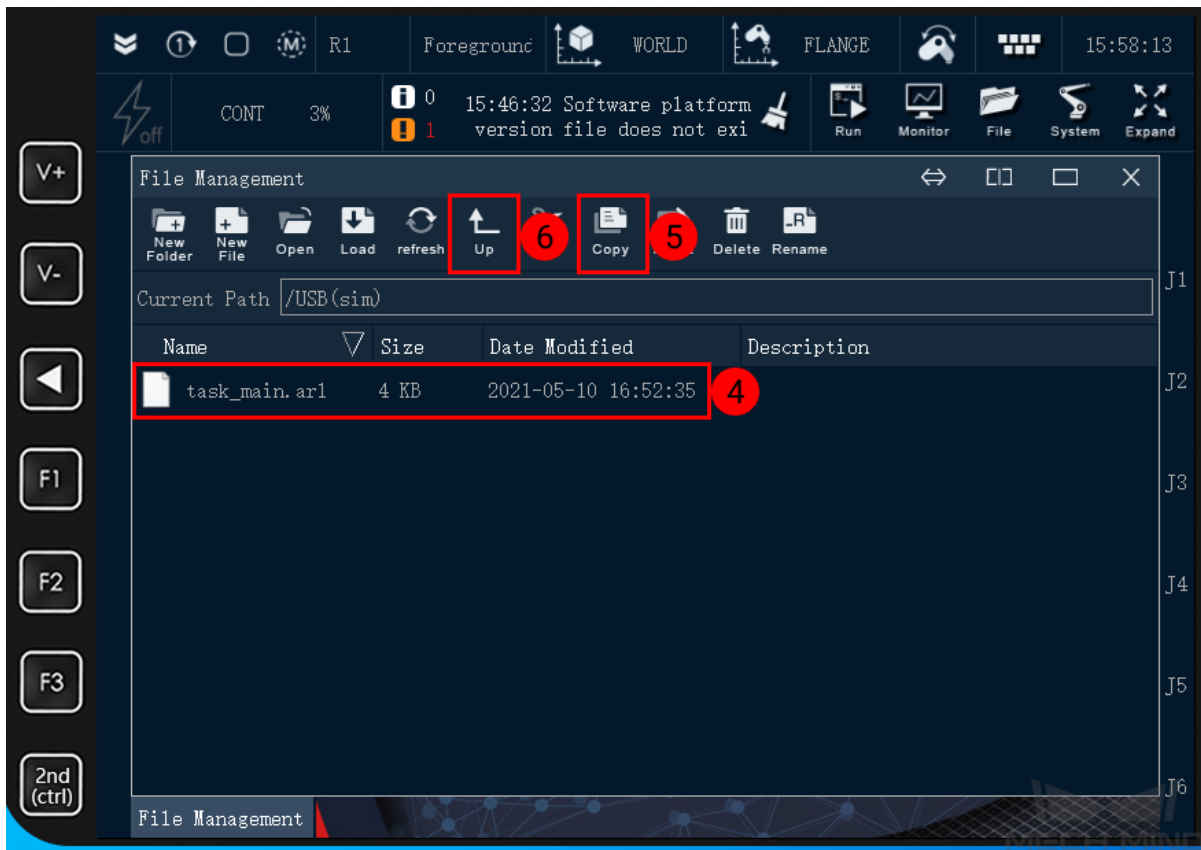 R1 Foreground WORLD FLANGE 15:58:13
off CONT 3% 0 15:46:32 Software platform
1 version file does not exi
Run Monitor File System Expand
V+
File Management
New Folder
New File
Open Load refresh Up 6 Copy 5 Delete Rename
V-
Current Path /USB(sim)
J1
Name Size Date Modified Description
task_main.arl 4 KB 2021-05-10 16:52:35 4
J2
F1
J3
F2
J4
F3
J5
2nd
(ctrl)
J6
File Management
MECH MIND